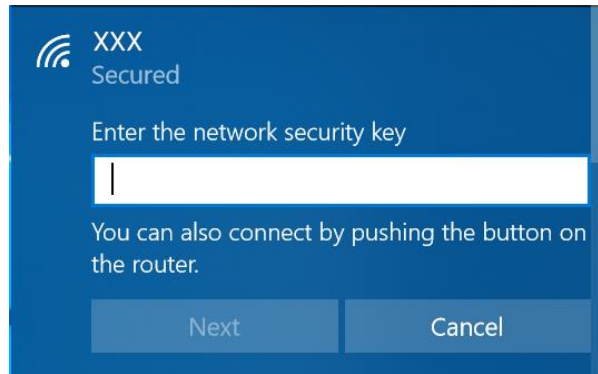 XXX
Secured
Enter the network security key
You can also connect by pushing the button on
the router.
Next
Cancel